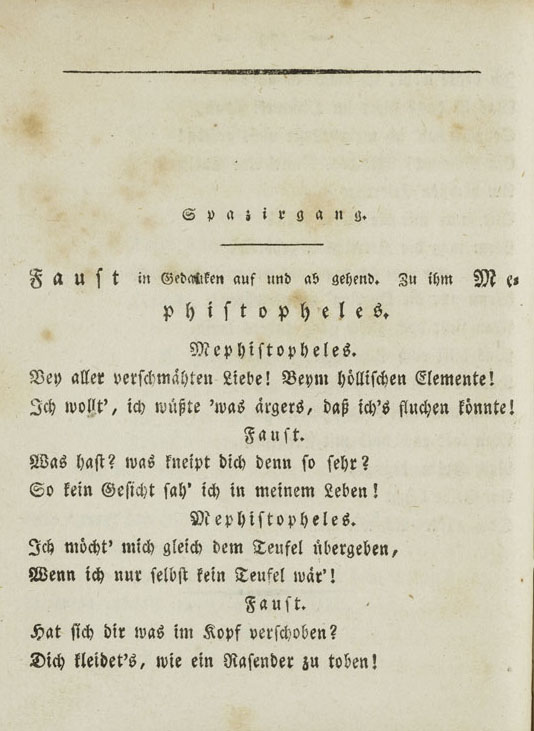 Spazirgang.
Faust in Gedanken auf und ab gehend. Zu ihm Me-
phistopheles.
Mephistopheles.
Bey aller verschmähten Liebe! Beym höllischen Elemente!
Ich wollt', ich wüßte 'was ärgers, daß ich's fluchen könnte!
Faust.
Was hast? was kneipt dich denn so sehr?
So kein Gesicht sah' ich in meinem Leben!
Mephistopheles.
Ich möcht' mich gleich dem Teufel übergeben,
Wenn ich nur selbst kein Teufel wär'!
Faust.
Hat sich dir was im Kopf verschoben?
Dich kleidet's, wie ein Rasender zu toben!